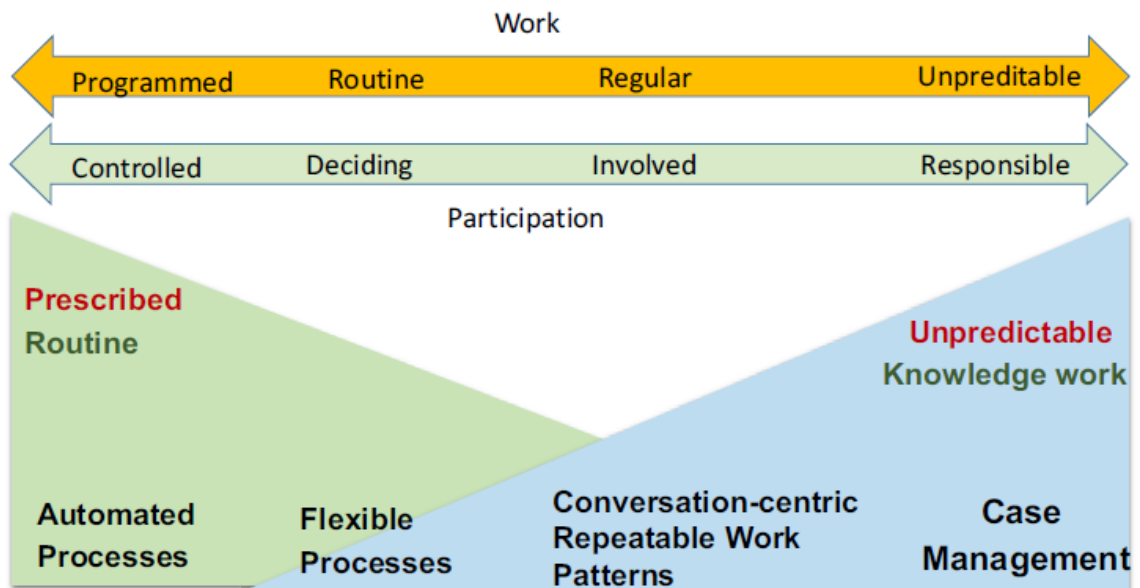 Work
Programmed Routine Regular Unpreditable
Controlled Deciding Involved Responsible
Participation
Prescribed
Routine
Unpredictable
Knowledge work
Automated
Processes
Flexible
Processes
Conversation-centric
Repeatable Work
Patterns
Case
Management